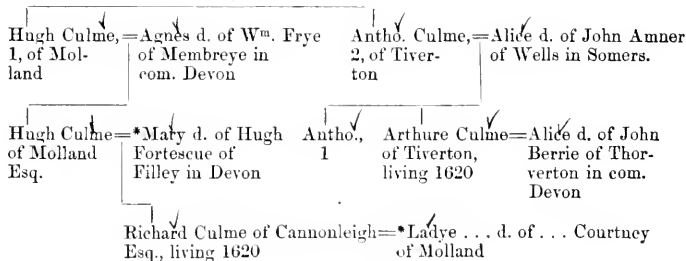 Hugh Culme,=Agnes d. of Wm. Frye Antho. Culme,=Alice d. of John Amner
1, of Mol- of Membreye in 2, of Tiver- of Wells in Somers.
land com. Devon ton
Hugh Culme=*Mary d. of Hugh Antho., Arthure Culme=Alice d. of John
of Molland Fortescue of 1 of Tiverton, Berrie of Thor-
Esq. Filley in Devon living 1620 verton in com.
Devon
Richard Culme of Cannonleigh=*Ladye . . . d. of . . . Courtney
Esq., living 1620 of Molland